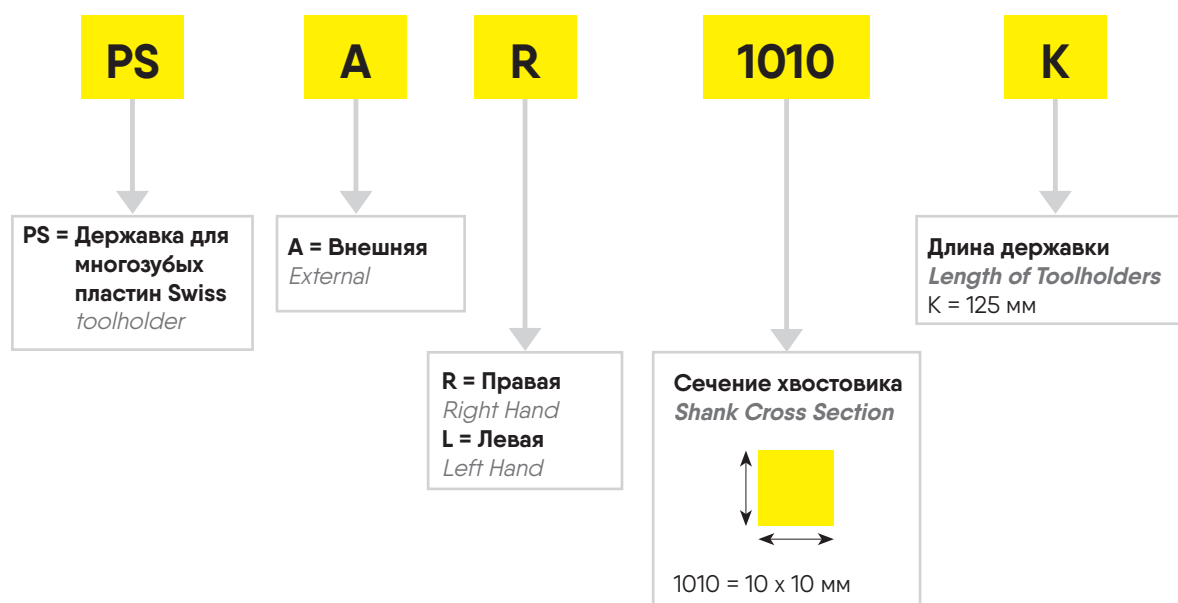 PS
A
R
1010
K
PS = Державка для
многозубых
пластин Swiss
toolholder
A = Внешняя
External
R = Правая
Right Hand
L = Левая
Left Hand
Сечение хвостовика
Shank Cross Section
1010 = 10 x 10 мм
Длина державки
Length of Toolholders
K = 125 мм